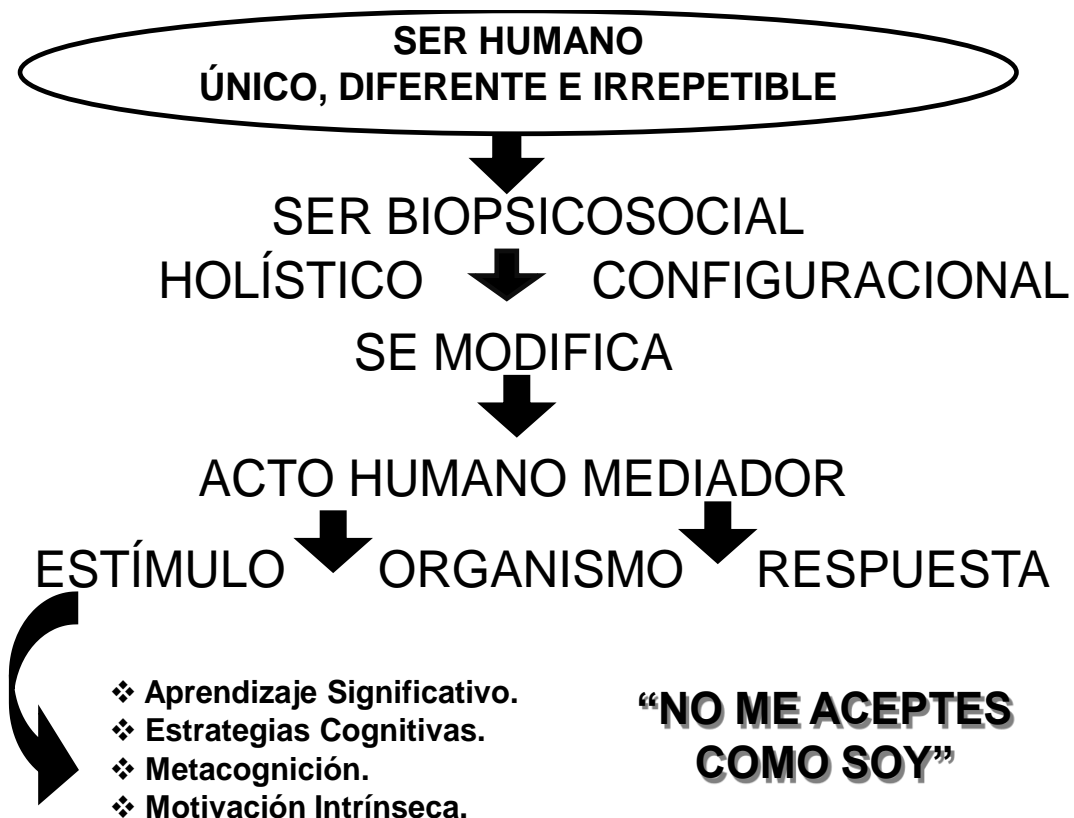 SER HUMANO
ÚNICO, DIFERENTE E IRREPETIBLE
SER BIOPSICOSOCIAL
HOLÍSTICO CONFIGURACIONAL
SE MODIFICA
ACTO HUMANO MEDIADOR
ESTÍMULO ORGANISMO RESPUESTA
❖ Aprendizaje Significativo.
❖ Estrategias Cognitivas.
❖ Metacognición.
❖ Motivación Intrínseca.
“NO ME ACEPTES
COMO SOY”